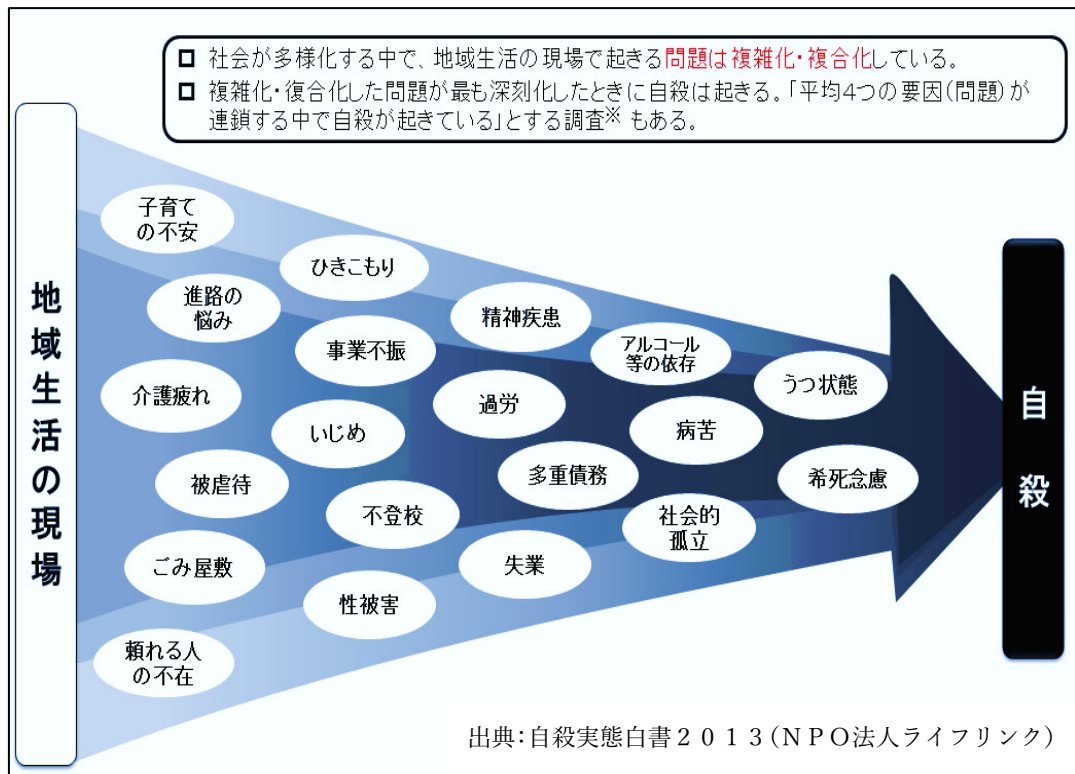 □ 社会が多様化する中で、地域生活の現場で起きる問題は複雑化・複合化している。
□ 複雑化・復合化した問題が最も深刻化したときに自殺は起きる。「平均4つの要因(問題)が
連鎖する中で自殺が起きている」とする調査※ もある。
地域生活の現場
子育て
の不安
進路の
悩み
介護疲れ
被虐待
ごみ屋敷
頼れる人
の不在
ひきこもり
事業不振
いじめ
不登校
性被害
精神疾患
過労
多重債務
失業
アルコール
等の依存
病苦
社会的
孤立
うつ状態
希死念慮
自殺
出典:自殺実態白書2013(NPO法人ライフリンク)